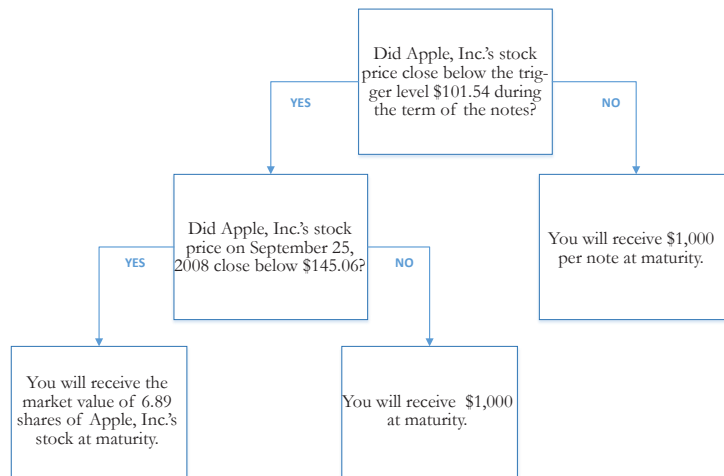 Did Apple, Inc.'s stock
price close below the trig-
ger level $101.54 during
the term of the notes?
YES
NO
Did Apple, Inc.'s stock
price on September 25,
2008 close below $145.06?
You will receive $1,000
per note at maturity.
YES
NO
You will receive the
market value of 6.89
shares of Apple, Inc.'s
stock at maturity.
You will receive $1,000
at maturity.